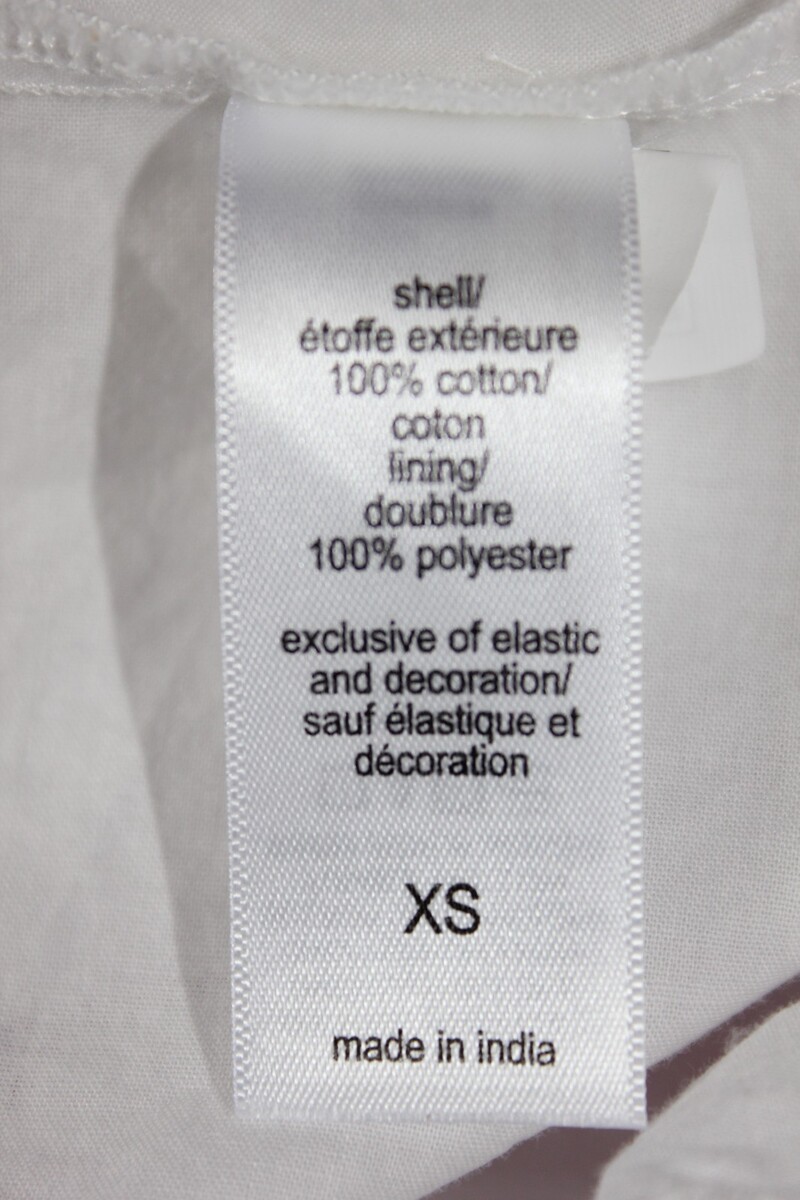 shell/
étoffe extérieure
100% cotton/
coton
lining/
doublure
100% polyester
exclusive of elastic
and decoration/
sauf élastique et
décoration
XS
made in india